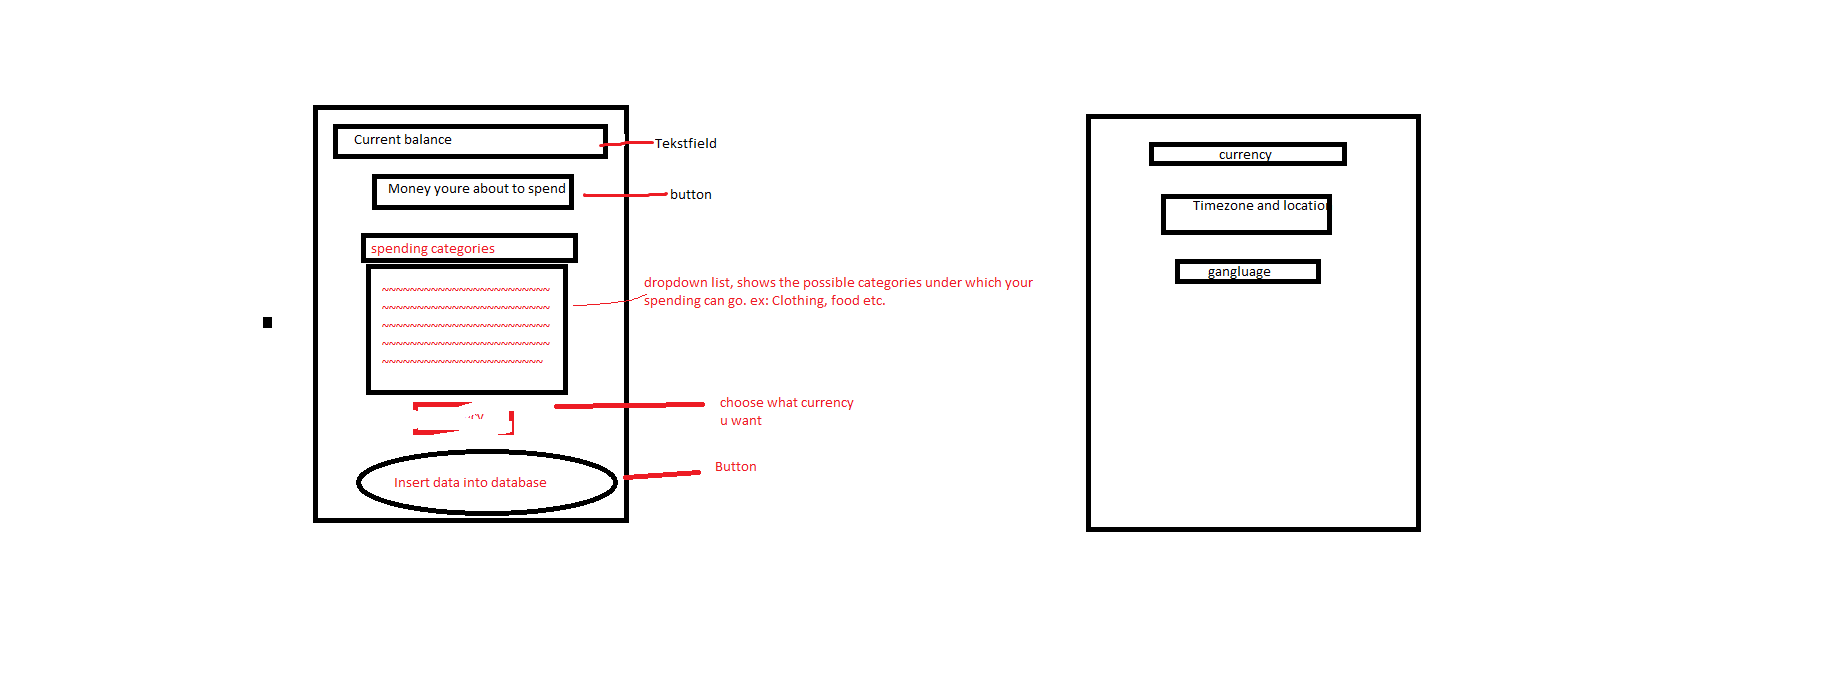 Current balance
Tekstfield
Money youre about to spend
button
spending categories
~~~~~~~~~~~~~~~~~~~~~~~~
~~~~~~~~~~~~~~~~~~~~~~~~
~~~~~~~~~~~~~~~~~~~~~~~~
~~~~~~~~~~~~~~~~~~~~~~~~
~~~~~~~~~~~~~~~~~~~~~~~
dropdown list, shows the possible categories under which your
spending can go. ex: Clothing, food etc.
choose what currency
u want
Insert data into database
Button
currency
Timezone and location
gangluage